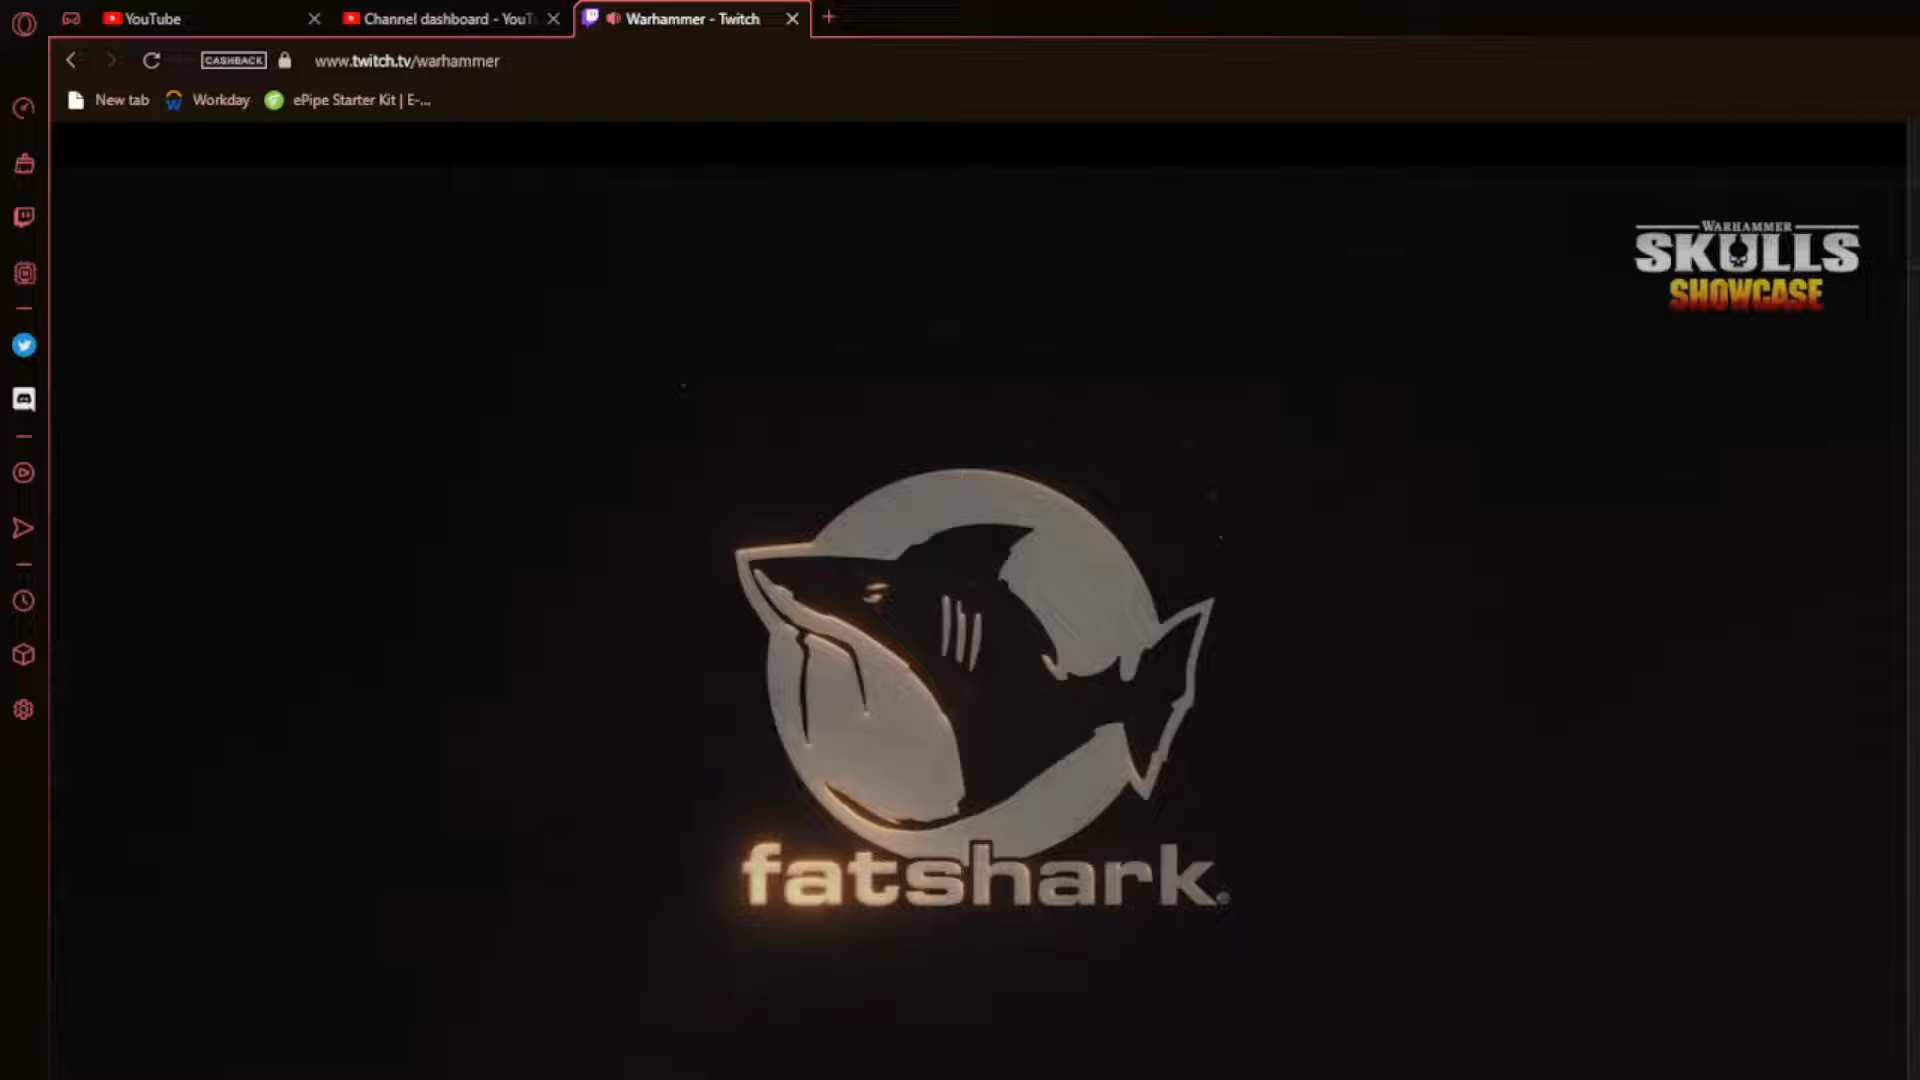 YouTube
Channel dashboard - YouT
Warhammer - Twitch
CASHBACK
www.twitch.tv/warhammer
New tab
Workday
ePipe Starter Kit | E-...
WARHAMMER
SKULLS
SHOWCASE
fatshark.